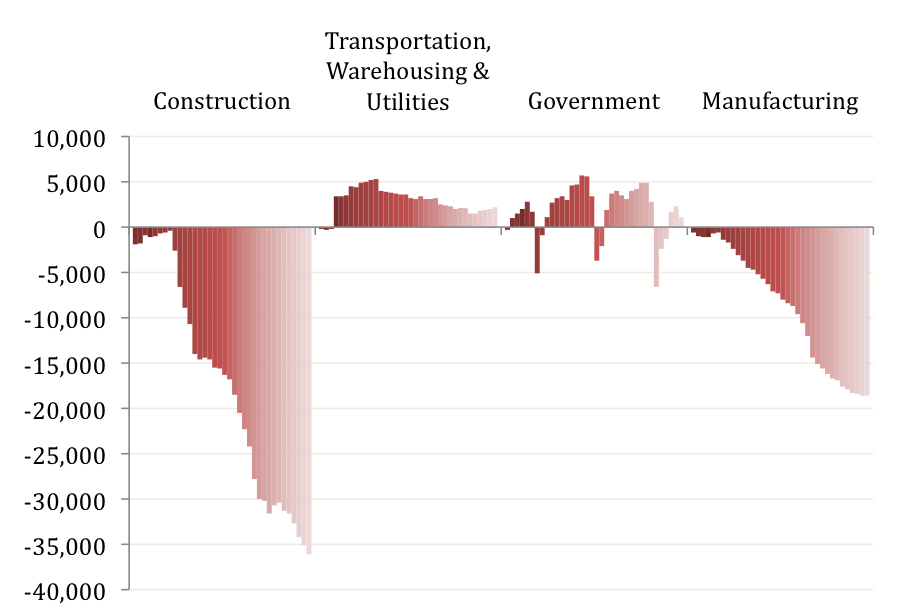 Transportation,
Warehousing &
Utilities
Construction
Government
Manufacturing
10,000
5,000
0
-5,000
-10,000
-15,000
-20,000
-25,000
-30,000
-35,000
-40,000